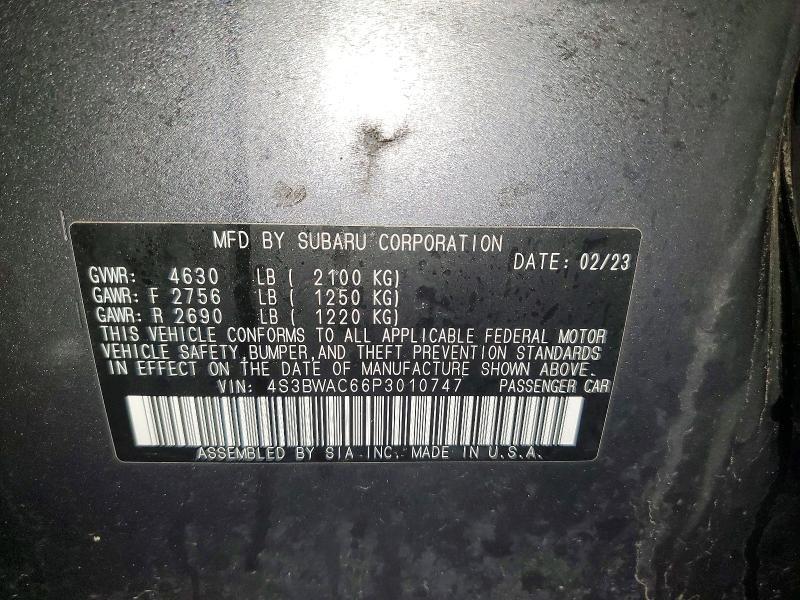 MFD BY SUBARU CORPORATION
DATE: 02/23
GVWR: 4630 LB ( 2100 KG)
GAWR: F 2756 LB ( 1250 KG)
GAWR: R 2690 LB ( 1220 KG)
THIS VEHICLE CONFORMS TO ALL APPLICABLE FEDERAL MOTOR
VEHICLE SAFETY, BUMPER, AND THEFT PREVENTION STANDARDS
IN EFFECT ON THE DATE OF MANUFACTURE SHOWN ABOVE.
VIN: 4S3BWAC66P3010747 PASSENGER CAR
ASSEMBLED BY SIA INC. MADE IN U.S.A.